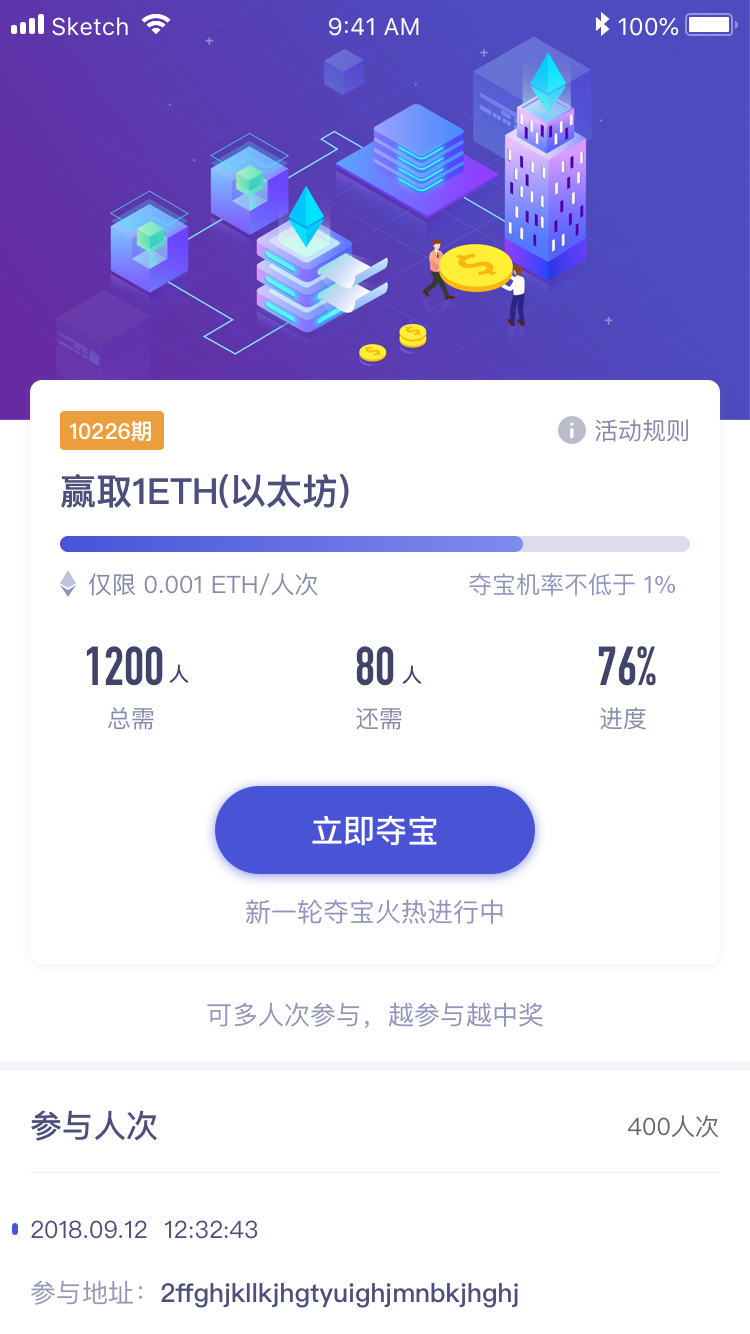 Sketch 9:41 AM 100%
10226期 活动规则
赢取1ETH(以太坊)
仅限 0.001 ETH/人次 夺宝机率不低于 1%
1200人 80人 76%
总需 还需 进度
立即夺宝
新一轮夺宝火热进行中
可多人次参与，越参与越中奖
参与人次 400人次
2018.09.12 12:32:43
参与地址： 2ffghjkllkjhgtyuighjmnbkjhghj